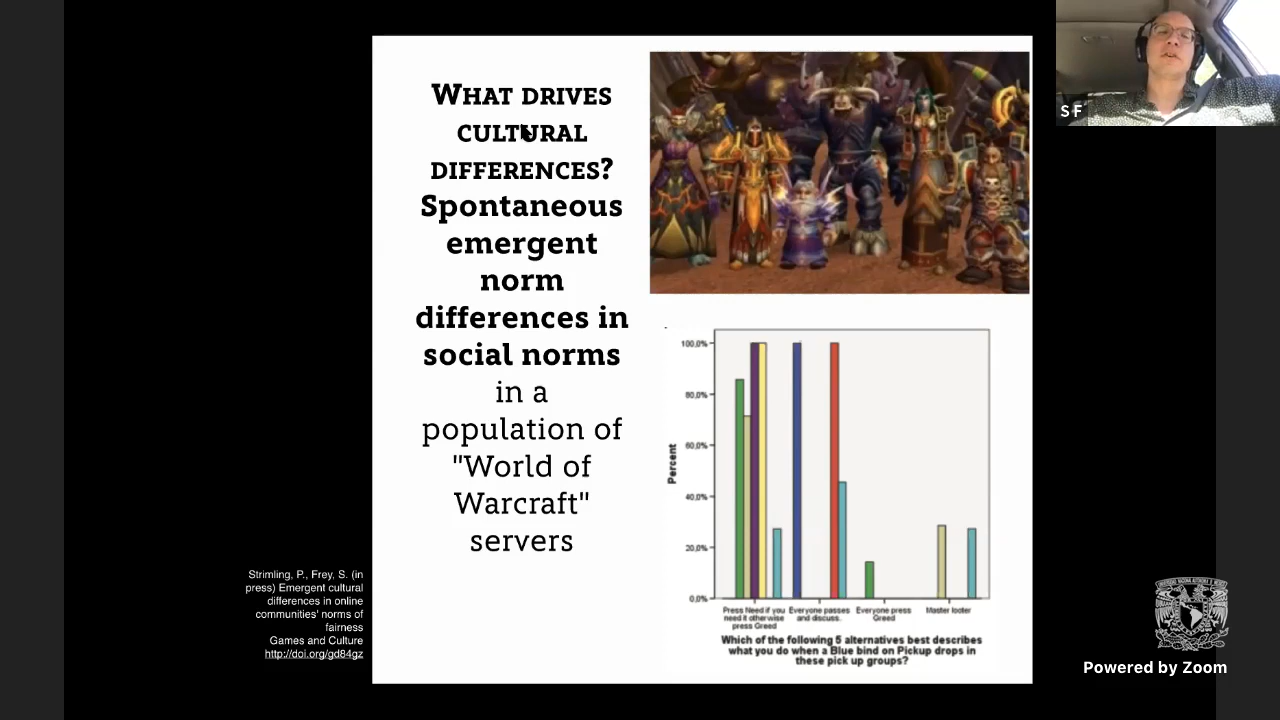 WHAT DRIVES
CULTURAL
DIFFERENCES?
Spontaneous
emergent
norm
differences in
social norms
in a
population of
"World of
Warcraft"
servers
Strimling, P., Frey, S. (in
press) Emergent cultural
differences in online
communities' norms of
fairness
Games and Culture
http://doi.org/gd84gz
S F
100,0%
80,0%
60,0%
40,0%
20,0%
0,0%
Percent
Press Need if you
need it otherwise
press Greed
Everyone passes
and discuss.
Everyone press
Greed
Master looter
Which of the following 5 alternatives best describes
what you do when a Blue bind on Pickup drops in
these pick up groups?
Powered by Zoom